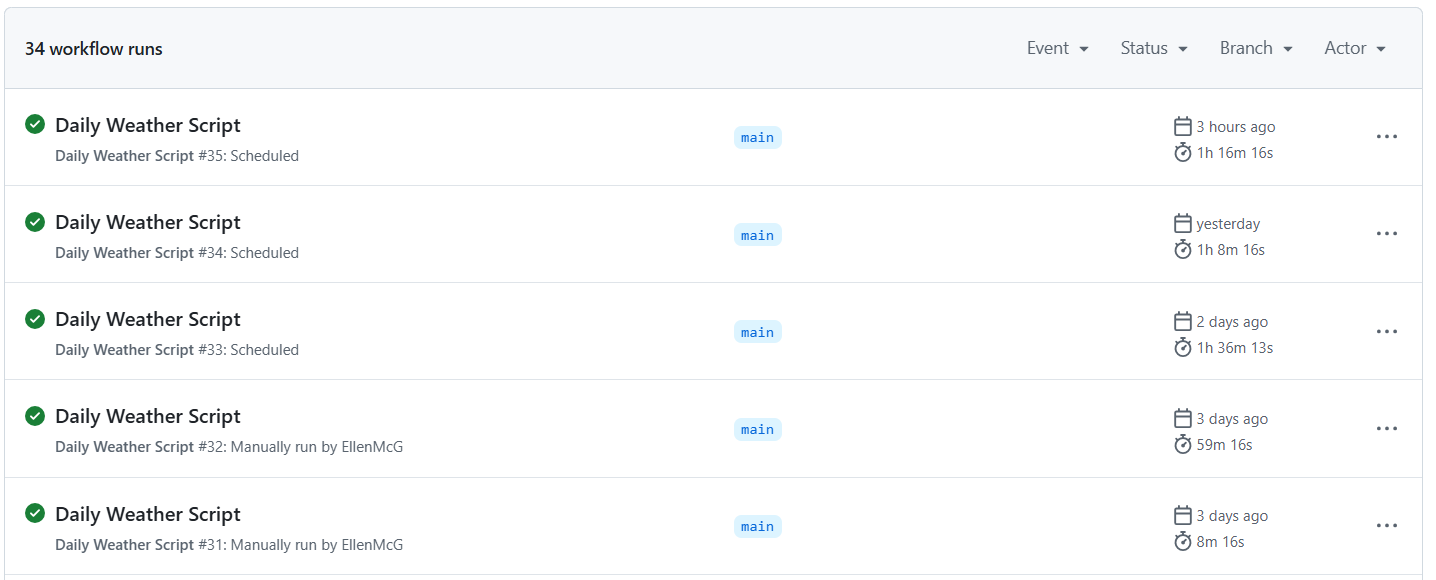 34 workflow runs
Event Status Branch Actor
Daily Weather Script
Daily Weather Script #35: Scheduled
main
3 hours ago
1h 16m 16s
Daily Weather Script
Daily Weather Script #34: Scheduled
main
yesterday
1h 8m 16s
Daily Weather Script
Daily Weather Script #33: Scheduled
main
2 days ago
1h 36m 13s
Daily Weather Script
Daily Weather Script #32: Manually run by EllenMcG
main
3 days ago
59m 16s
Daily Weather Script
Daily Weather Script #31: Manually run by EllenMcG
main
3 days ago
8m 16s